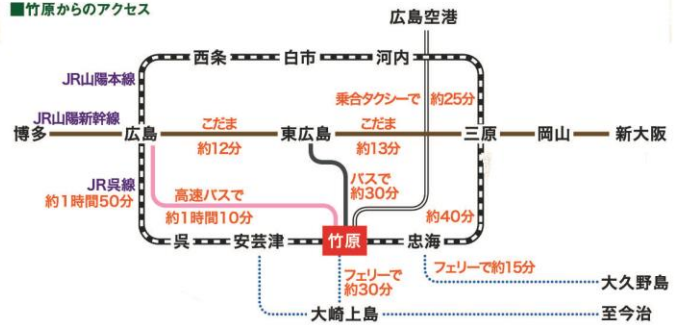 ■竹原からのアクセス
広島空港
西条
白市
河内
JR山陽本線
乗合タクシーで 約25分
JR山陽新幹線
こだま
こだま
博多
広島
東広島
三原
岡山
新大阪
約12分
約13分
JR呉線
約1時間50分
高速バスで
約1時間10分
バスで
約30分
約40分
呉
安芸津
竹原
忠海
フェリーで
約30分
フェリーで約15分
大久野島
大崎上島
至今治